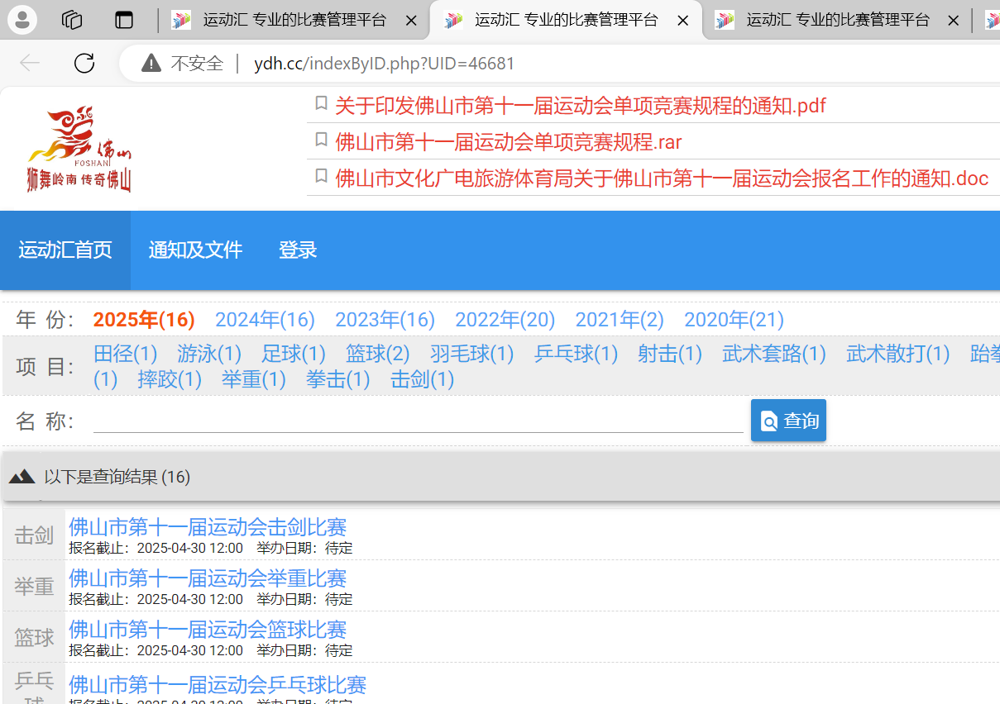 运动汇 专业的比赛管理平台
运动汇 专业的比赛管理平台
运动汇 专业的比赛管理平台
不安全
ydh.cc/indexByID.php?UID=46681
佛山
FOSHAN
狮舞岭南 传奇佛山
关于印发佛山市第十一届运动会单项竞赛规程的通知.pdf
佛山市第十一届运动会单项竞赛规程.rar
佛山市文化广电旅游体育局关于佛山市第十一届运动会报名工作的通知.doc
运动汇首页 通知及文件 登录
年 份： 2025年(16) 2024年(16) 2023年(16) 2022年(20) 2021年(2) 2020年(21)
项 目： 田径(1) 游泳(1) 足球(1) 篮球(2) 羽毛球(1) 乒乓球(1) 射击(1) 武术套路(1) 武术散打(1) 跆拳
(1) 摔跤(1) 举重(1) 拳击(1) 击剑(1)
名 称：
查询
以下是查询结果 (16)
击剑
佛山市第十一届运动会击剑比赛
报名截止：2025-04-30 12:00 举办日期：待定
举重
佛山市第十一届运动会举重比赛
报名截止：2025-04-30 12:00 举办日期：待定
篮球
佛山市第十一届运动会篮球比赛
报名截止：2025-04-30 12:00 举办日期：待定
乒乓球
佛山市第十一届运动会乒乓球比赛
报名截止：2025-04-30 12:00 举办日期：待定